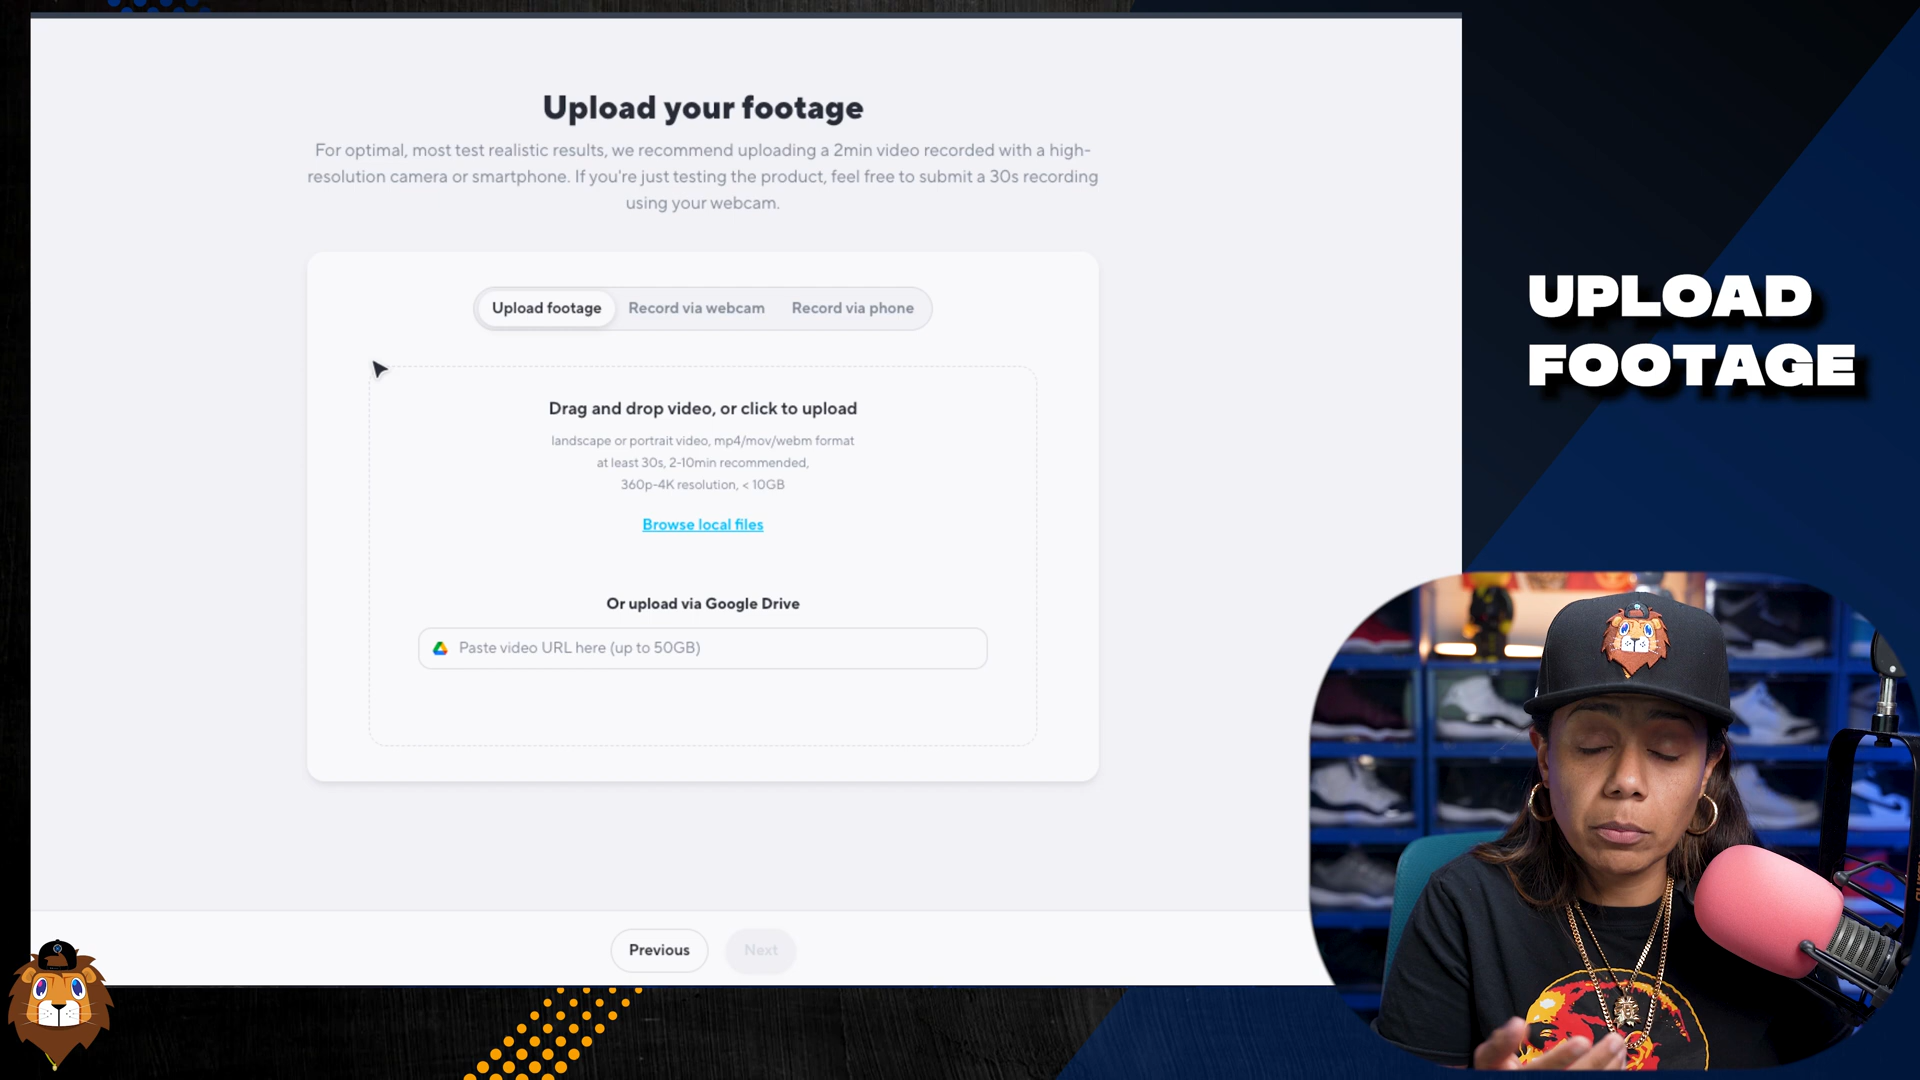 Upload your footage
For optimal, most test realistic results, we recommend uploading a 2min video recorded with a high-
resolution camera or smartphone. If you're just testing the product, feel free to submit a 30s recording
using your webcam.
Upload footage
Record via webcam
Record via phone
Drag and drop video, or click to upload
landscape or portrait video, mp4/mov/webm format
at least 30s, 2-10min recommended,
360p-4K resolution, < 10GB
Browse local files
Or upload via Google Drive
Paste video URL here (up to 50GB)
Previous
Next
UPLOAD
FOOTAGE